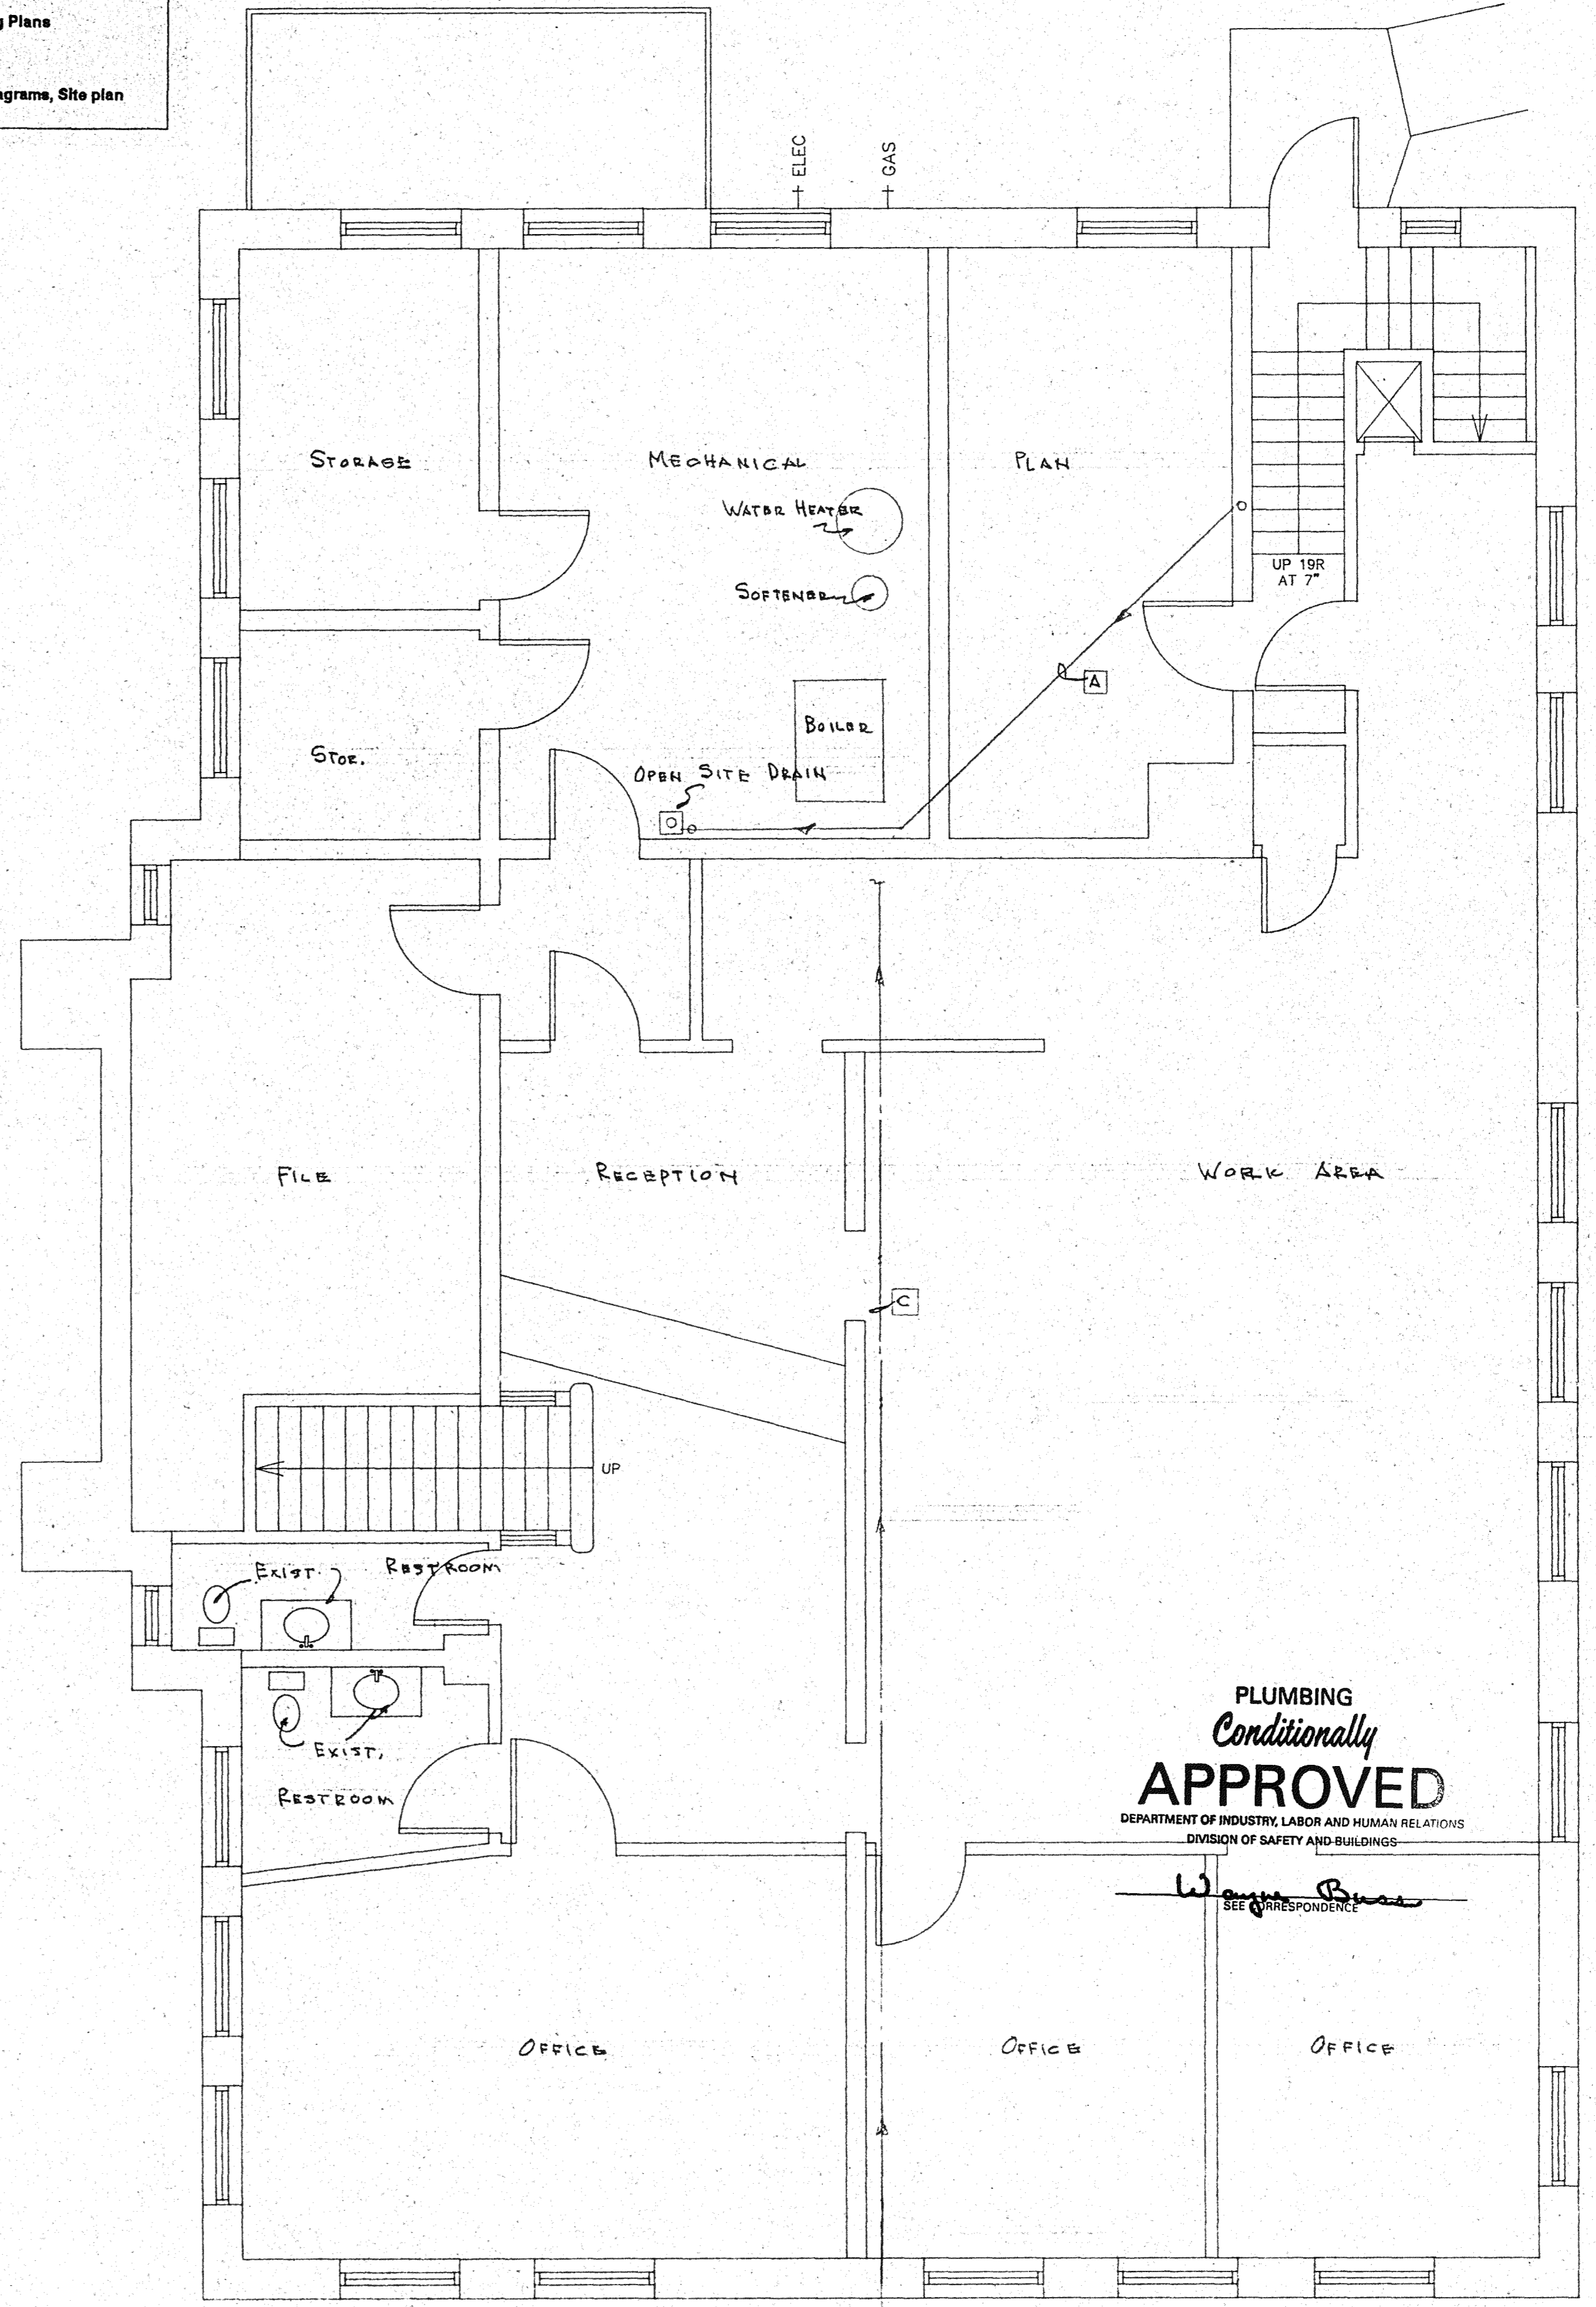 g Plans
agrams, Site plan
ELEC
GAS
STORAGE
MECHANICAL
PLAN
WATER HEATER
UP 19R
AT 7"
SOFTENER
A
BOILER
STOR.
OPEN SITE DRAIN
FILE
RECEPTION
WORK AREA
C
UP
EXIST.
RESTROOM
EXIST.
RESTROOM
PLUMBING
Conditionally
APPROVED
DEPARTMENT OF INDUSTRY, LABOR AND HUMAN RELATIONS
DIVISION OF SAFETY AND BUILDINGS
Wayne Buss
SEE CORRESPONDENCE
OFFICE
OFFICE
OFFICE